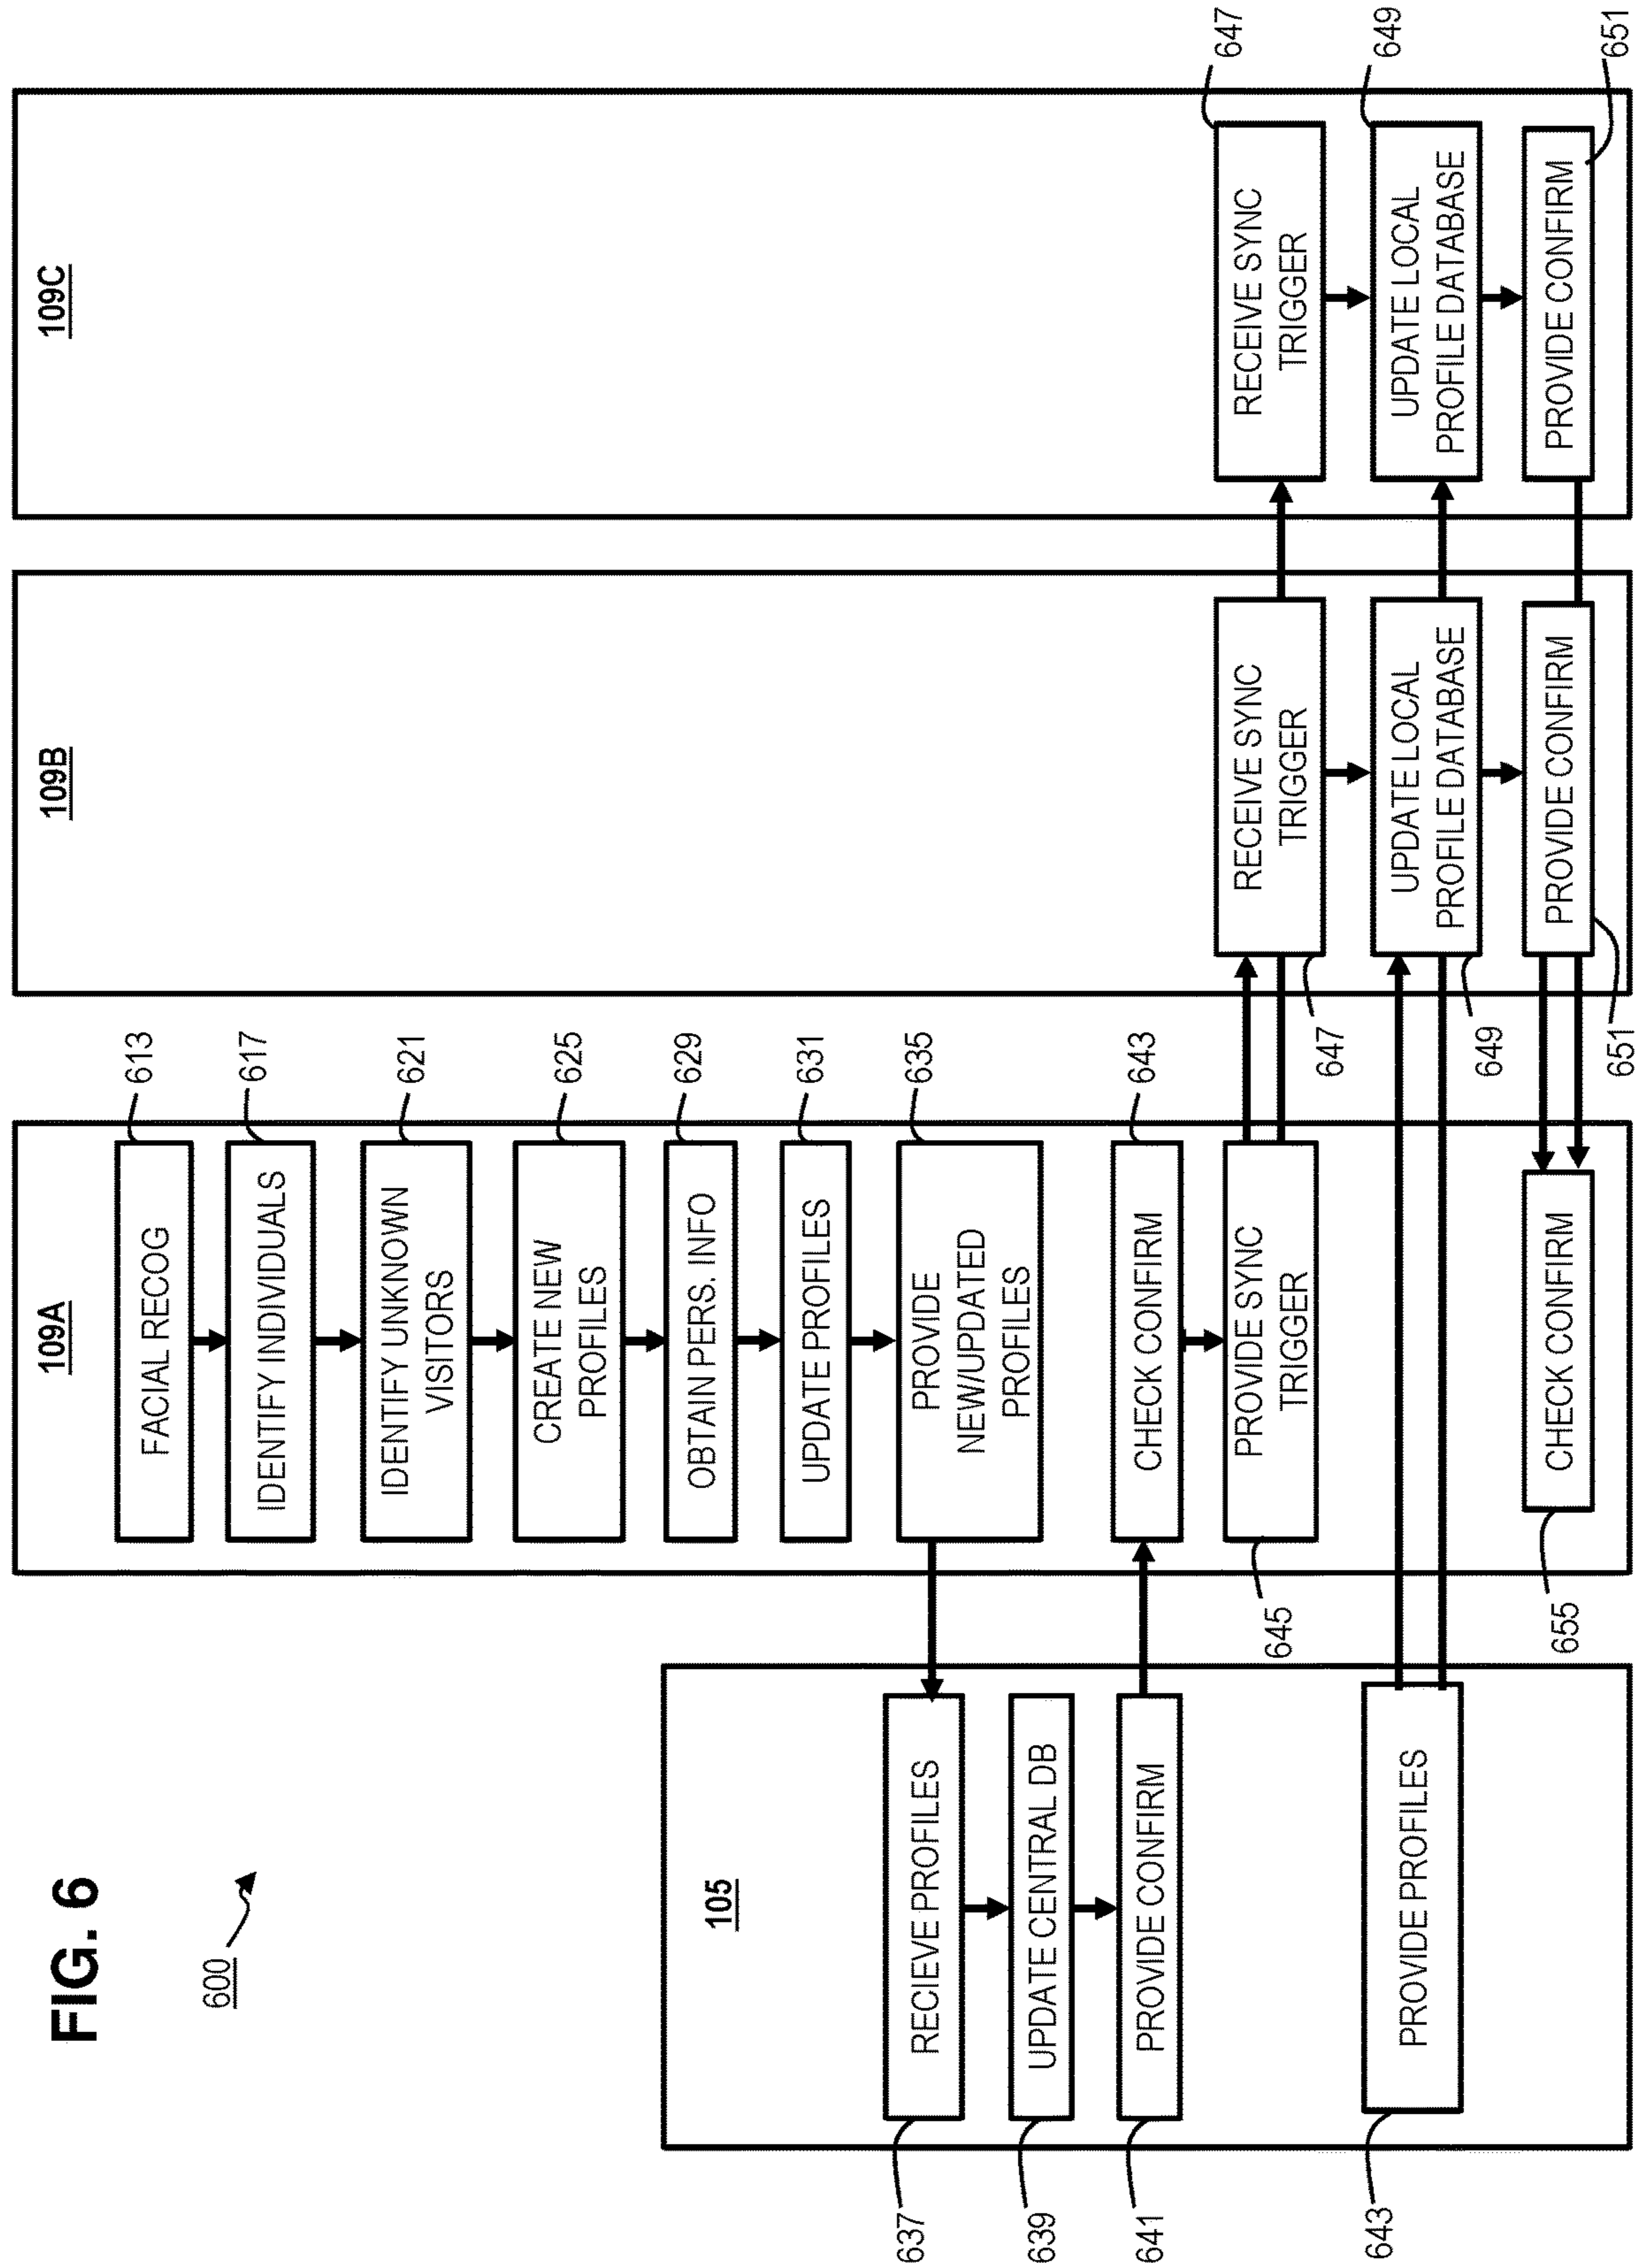 FIG. 6
600
105
637
RECIEVE PROFILES
639
UPDATE CENTRAL DB
641
PROVIDE CONFIRM
643
PROVIDE PROFILES
109A
FACIAL RECOG
613
IDENTIFY INDIVIDUALS
617
IDENTIFY UNKNOWN
VISITORS
621
CREATE NEW
PROFILES
625
OBTAIN PERS. INFO
629
UPDATE PROFILES
631
PROVIDE
NEW/UPDATED
PROFILES
635
CHECK CONFIRM
643
PROVIDE SYNC
TRIGGER
645
CHECK CONFIRM
655
109B
RECEIVE SYNC
TRIGGER
647
UPDATE LOCAL
PROFILE DATABASE
649
PROVIDE CONFIRM
651
109C
RECEIVE SYNC
TRIGGER
647
UPDATE LOCAL
PROFILE DATABASE
649
PROVIDE CONFIRM
651